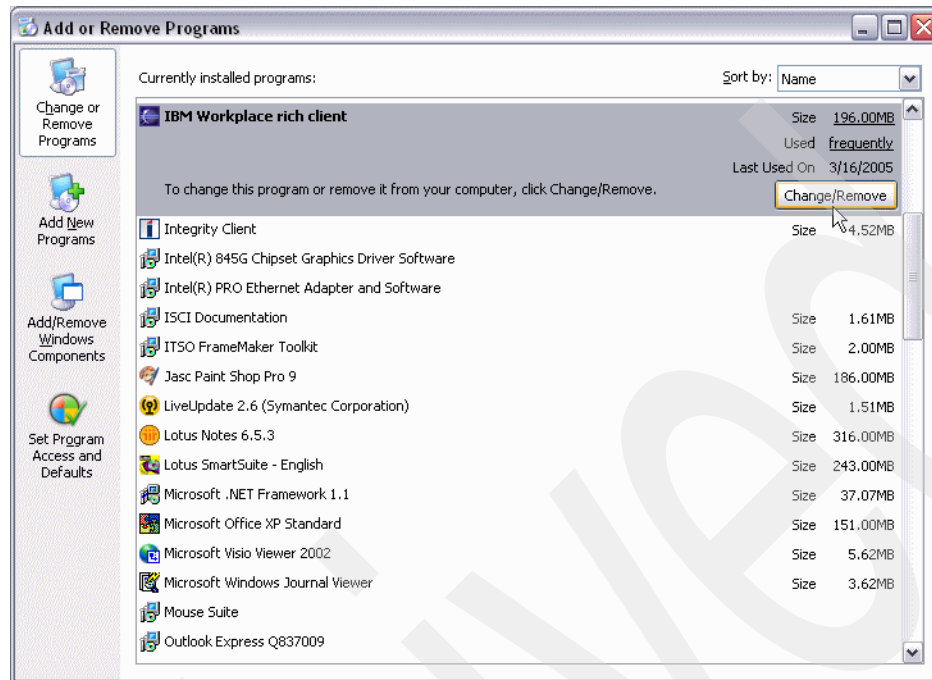 Add or Remove Programs
Change or
Remove
Programs
Add New
Programs
Add/Remove
Windows
Components
Set Program
Access and
Defaults
Currently installed programs:
Sort by: Name
IBM Workplace rich client Size 196.00MB
Used frequently
Last Used On 3/16/2005
To change this program or remove it from your computer, click Change/Remove. Change/Remove
Integrity Client Size 4.52MB
Intel(R) 845G Chipset Graphics Driver Software
Intel(R) PRO Ethernet Adapter and Software
ISCI Documentation Size 1.61MB
ITSO FrameMaker Toolkit Size 2.00MB
Jasc Paint Shop Pro 9 Size 186.00MB
LiveUpdate 2.6 (Symantec Corporation) Size 1.51MB
Lotus Notes 6.5.3 Size 316.00MB
Lotus SmartSuite - English Size 243.00MB
Microsoft .NET Framework 1.1 Size 37.07MB
Microsoft Office XP Standard Size 151.00MB
Microsoft Visio Viewer 2002 Size 5.62MB
Microsoft Windows Journal Viewer Size 3.62MB
Mouse Suite
Outlook Express Q837009